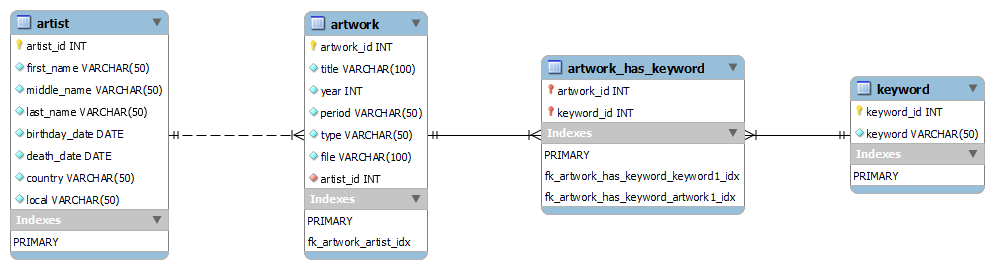 artist
artist_id INT
first_name VARCHAR(50)
middle_name VARCHAR(50)
last_name VARCHAR(50)
birthday_date DATE
death_date DATE
country VARCHAR(50)
local VARCHAR(50)
Indexes
PRIMARY
artwork
artwork_id INT
title VARCHAR(100)
year INT
period VARCHAR(50)
type VARCHAR(50)
file VARCHAR(100)
artist_id INT
Indexes
PRIMARY
fk_artwork_artist_idx
artwork_has_keyword
artwork_id INT
keyword_id INT
Indexes
PRIMARY
fk_artwork_has_keyword_keyword1_idx
fk_artwork_has_keyword_artwork1_idx
keyword
keyword_id INT
keyword VARCHAR(50)
Indexes
PRIMARY